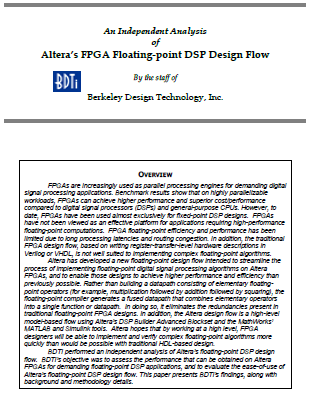 An Independent Analysis
of
Altera's FPGA Floating-point DSP Design Flow
BDTi
By the staff of
Berkeley Design Technology, Inc.
OVERVIEW
FPGAs are increasingly used as parallel processing engines for demanding digital
signal processing applications. Benchmark results show that on highly parallelizable
workloads, FPGAs can achieve higher performance and superior cost/performance
compared to digital signal processors (DSPs) and general-purpose CPUs. However, to
date, FPGAs have been used almost exclusively for fixed-point DSP designs. FPGAs
have not been viewed as an effective platform for applications requiring high-performance
floating-point computations. FPGA floating-point efficiency and performance has been
limited due to long processing latencies and routing congestion. In addition, the traditional
FPGA design flow, based on writing register-transfer-level hardware descriptions in
Verilog or VHDL, is not well suited to implementing complex floating-point algorithms.
Altera has developed a new floating-point design flow intended to streamline the
process of implementing floating-point digital signal processing algorithms on Altera
FPGAs, and to enable those designs to achieve higher performance and efficiency than
previously possible. Rather than building a datapath consisting of elementary floating-
point operators (for example, multiplication followed by addition followed by squaring), the
floating-point compiler generates a fused datapath that combines elementary operators
into a single function or datapath. In doing so, it eliminates the redundancies present in
traditional floating-point FPGA designs. In addition, the Altera design flow is a high-level
model-based flow using Altera's DSP Builder Advanced Blockset and the MathWorks'
MATLAB and Simulink tools. Altera hopes that by working at a high level, FPGA
designers will be able to implement and verify complex floating-point algorithms more
quickly than would be possible with traditional HDL-based design.
BDTI performed an independent analysis of Altera's floating-point DSP design
flow. BDTI's objective was to assess the performance that can be obtained on Altera
FPGAs for demanding floating-point DSP applications, and to evaluate the ease-of-use of
Altera's floating-point DSP design flow. This paper presents BDTI's findings, along with
background and methodology details.